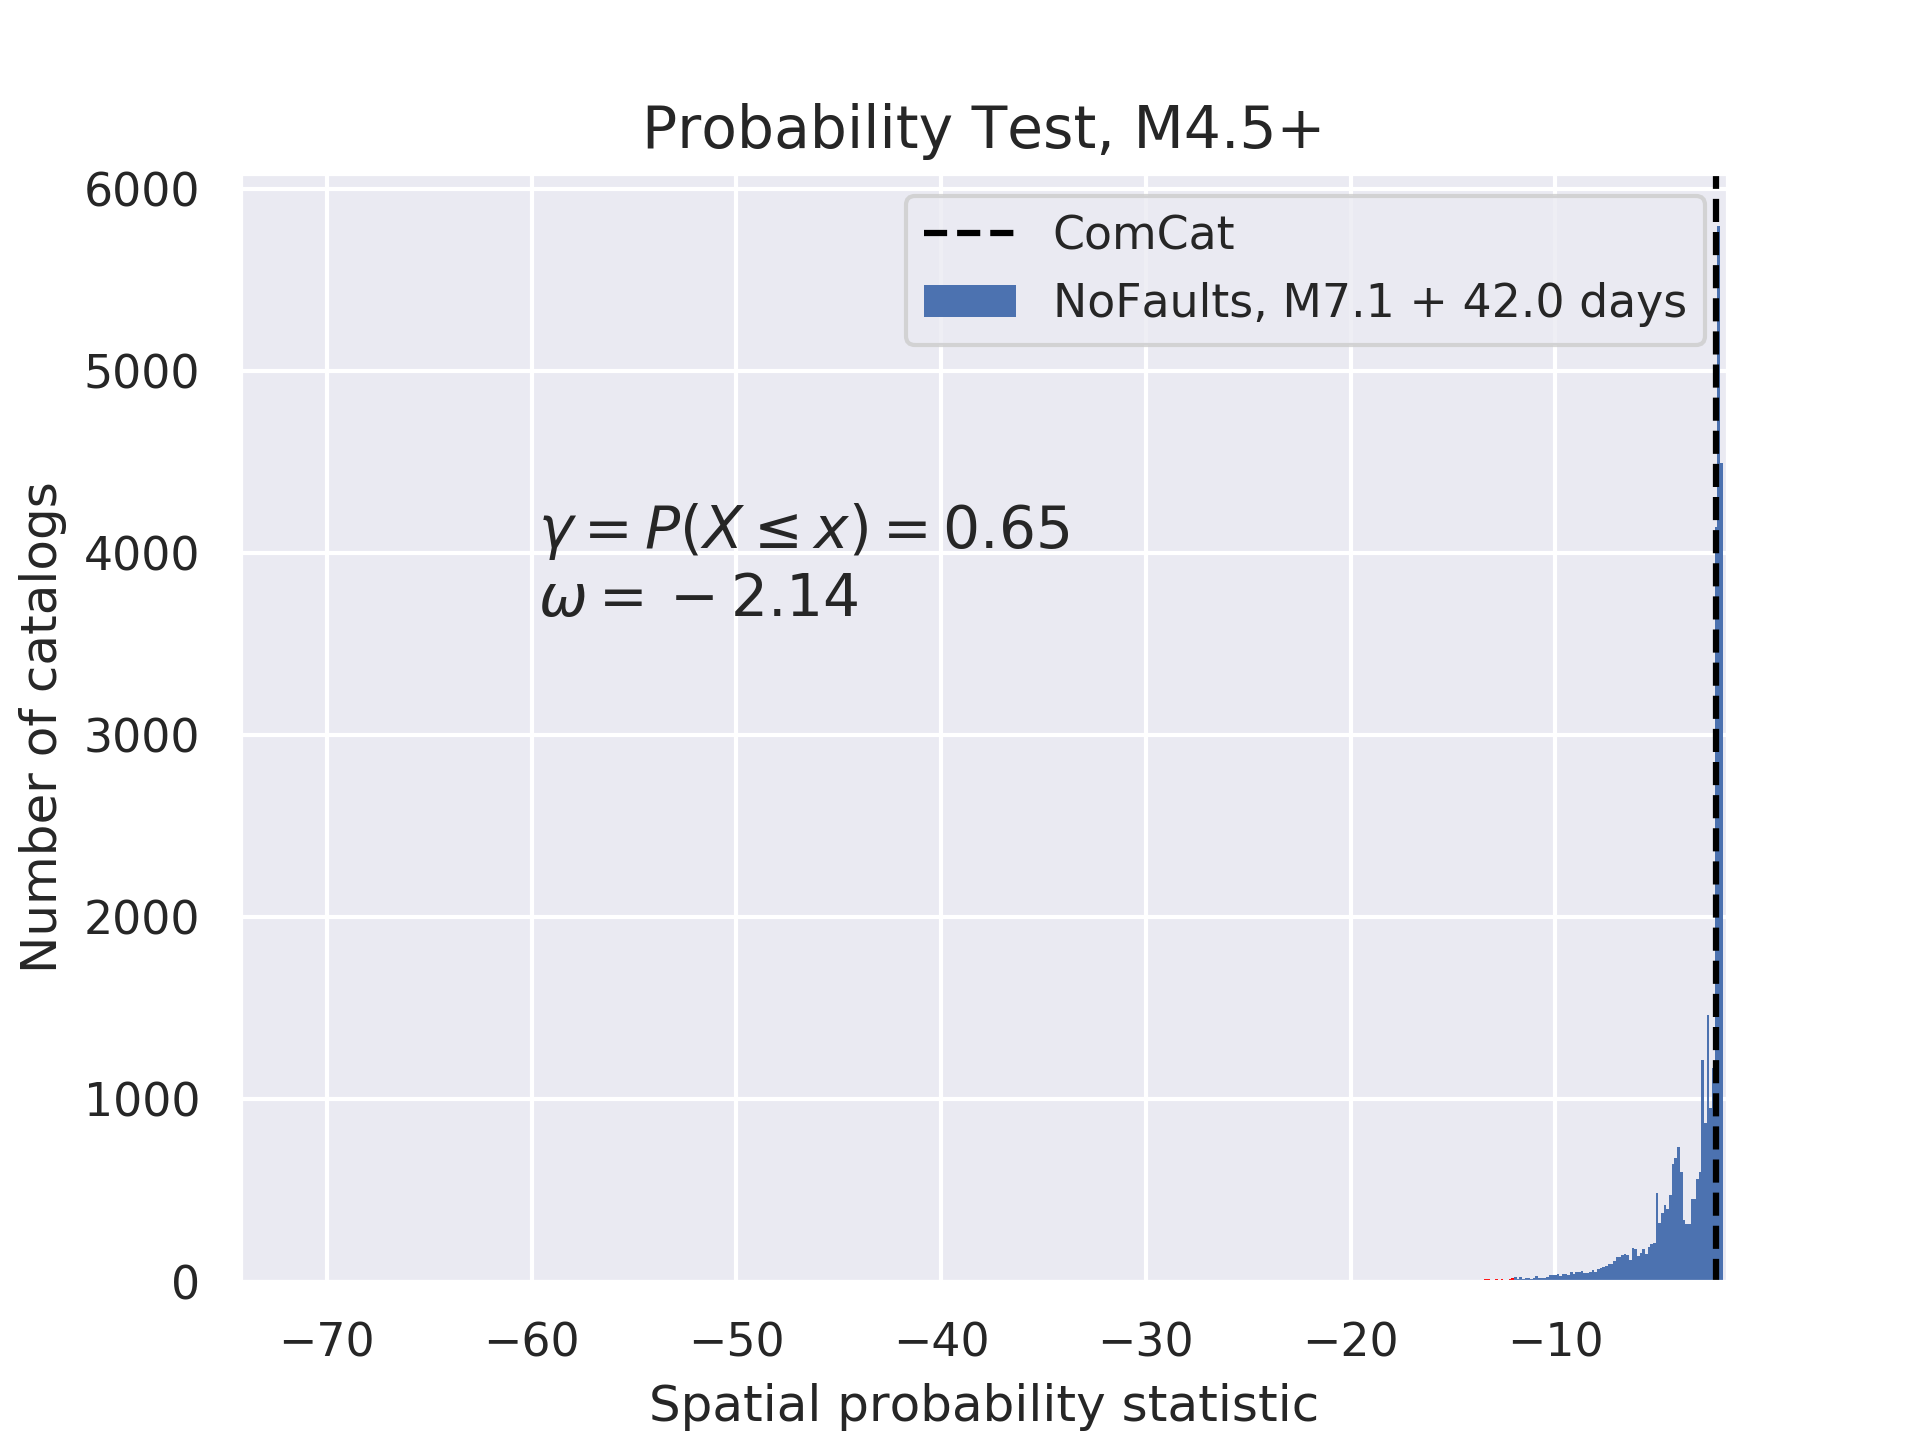 Probability Test, M4.5+
6000
5000
4000
3000
2000
1000
0
Number of catalogs
ComCat
NoFaults, M7.1 + 42.0 days
γ = P(X ≤ x) = 0.65
ω = − 2.14
−70 −60 −50 −40 −30 −20 −10
Spatial probability statistic